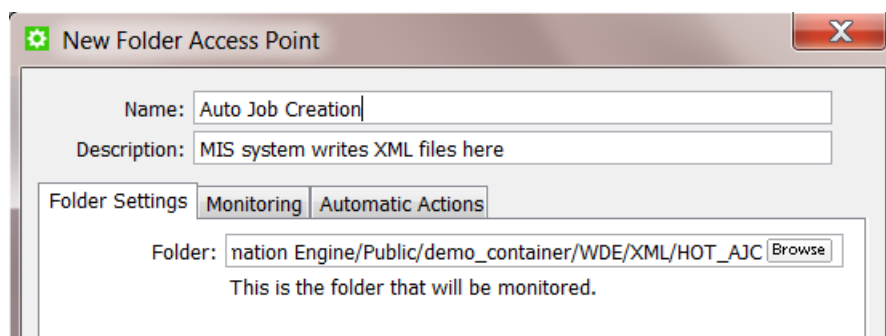 New Folder Access Point
X
Name: Auto Job Creation
Description: MIS system writes XML files here
Folder Settings Monitoring Automatic Actions
Folder: mation Engine/Public/demo_container/WDE/XML/HOT_AJC Browse
This is the folder that will be monitored.